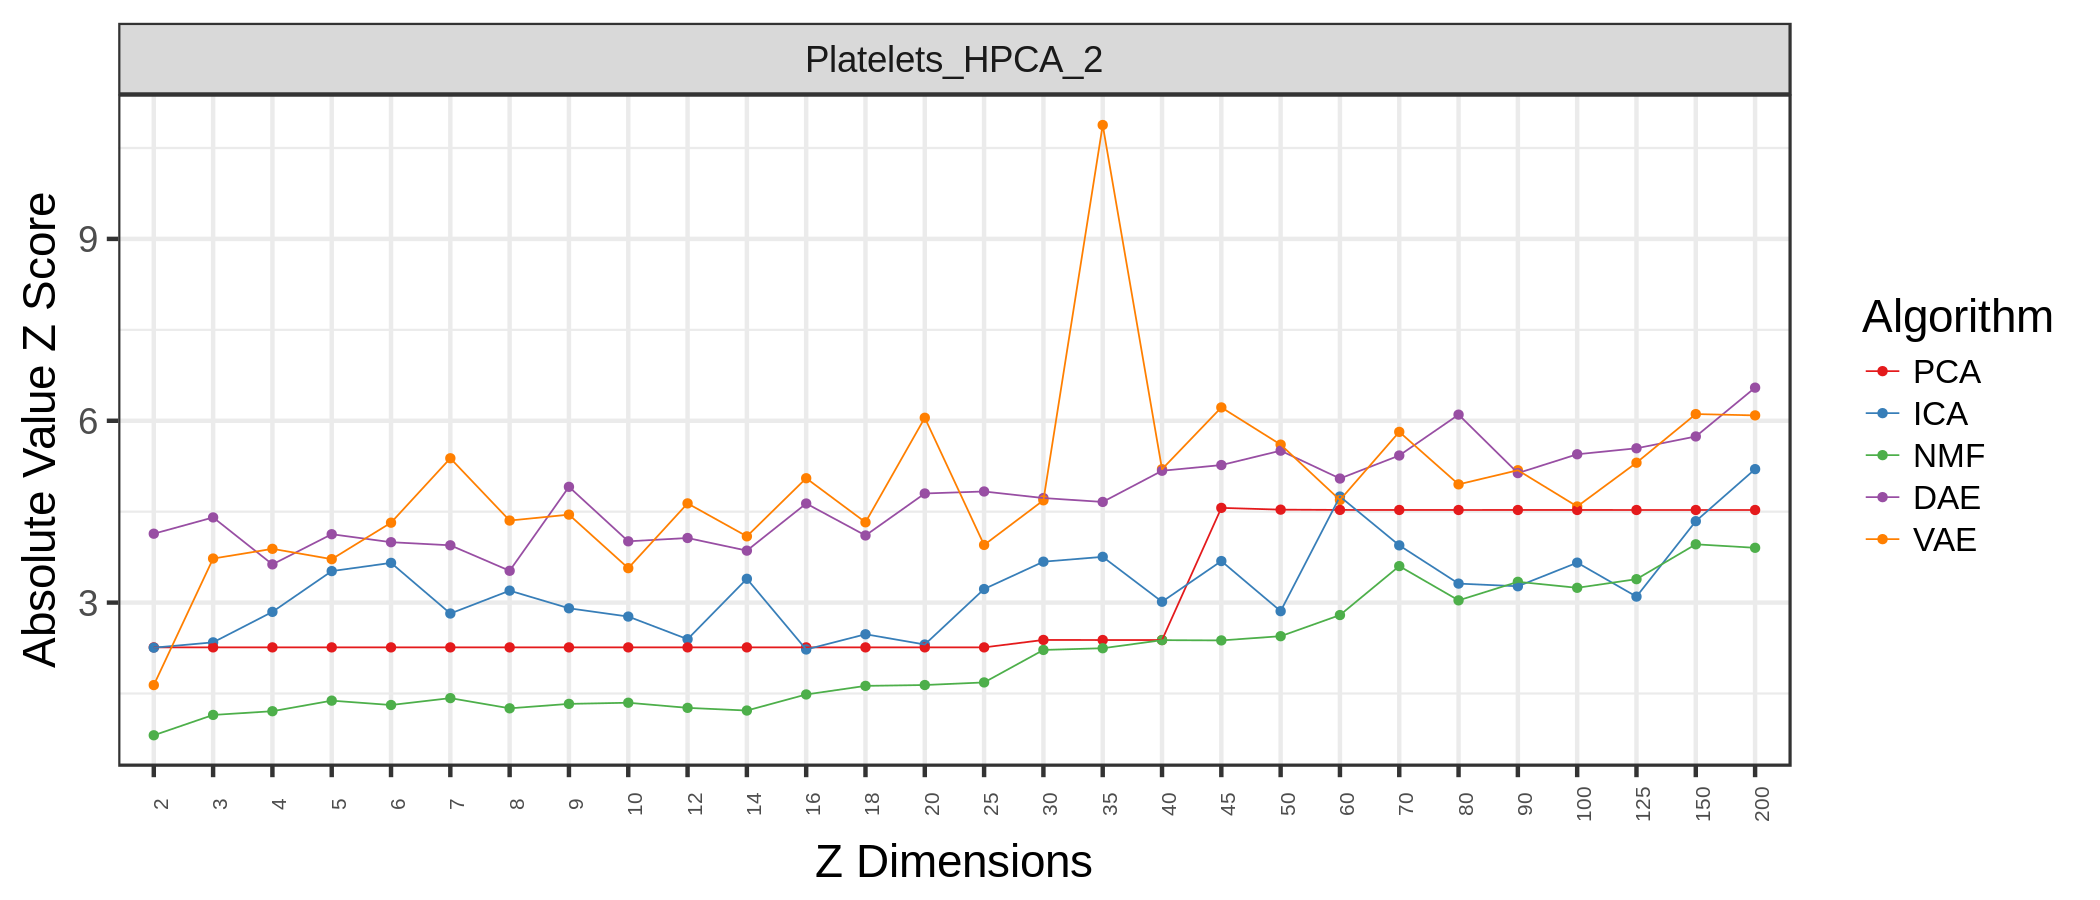 Platelets_HPCA_2
Absolute Value Z Score
9
6
3
2 3 4 5 6 7 8 9 10 12 14 16 18 20 25 30 35 40 45 50 60 70 80 90 100 125 150 200
Z Dimensions
Algorithm
PCA
ICA
NMF
DAE
VAE